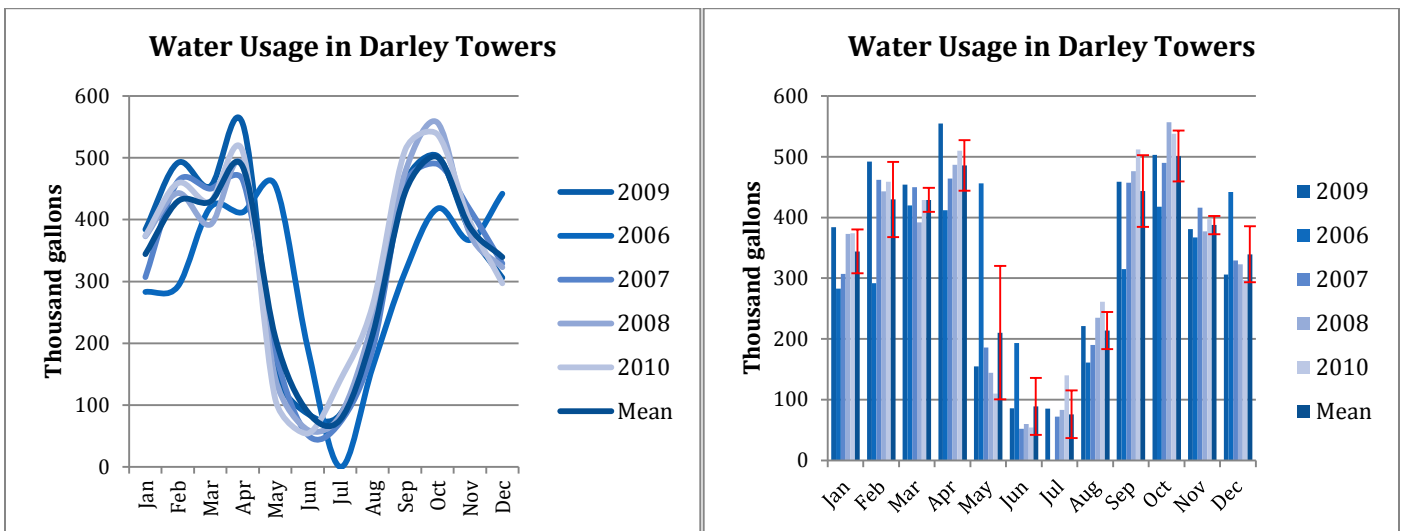 Water Usage in Darley Towers
Thousand gallons
600
500
400
300
200
100
0
Jan
Feb
Mar
Apr
May
Jun
Jul
Aug
Sep
Oct
Nov
Dec
2009
2006
2007
2008
2010
Mean
Water Usage in Darley Towers
Thousand gallons
600
500
400
300
200
100
0
Jan
Feb
Mar
Apr
May
Jun
Jul
Aug
Sep
Oct
Nov
Dec
2009
2006
2007
2008
2010
Mean